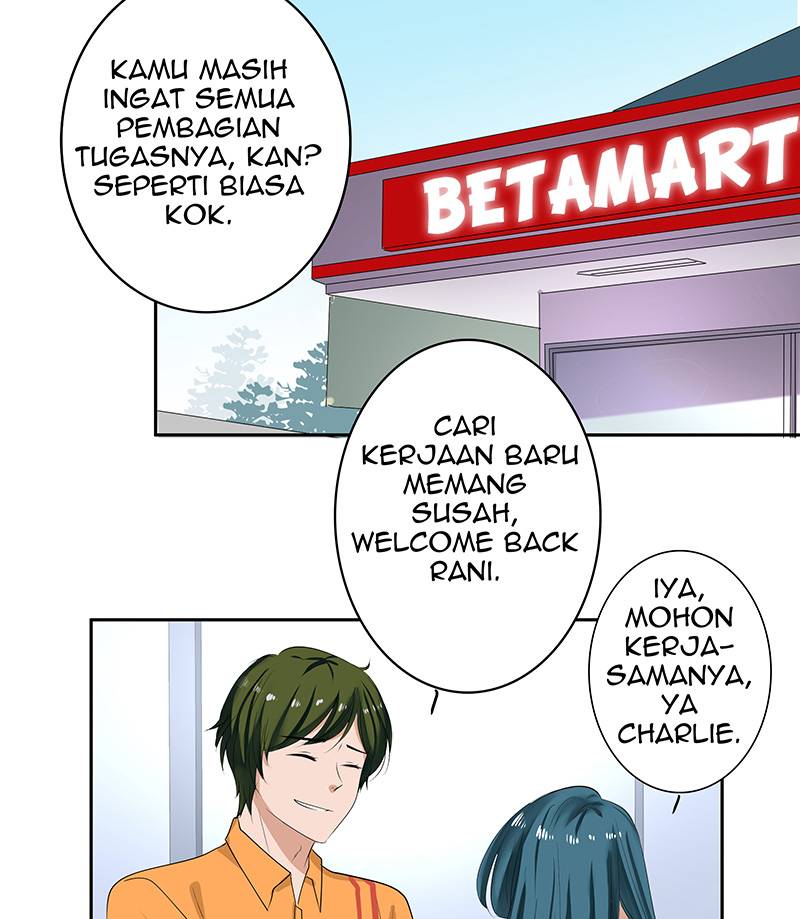 KAMU MASIH
INGAT SEMUA
PEMBAGIAN
TUGASNYA, KAN?
SEPERTI BIASA
KOK.
BETAMART
CARI
KERJAAN BARU
MEMANG
SUSAH,
WELCOME BACK
RANI.
IYA,
MOHON
KERJA-
SAMANYA,
YA
CHARLIE.